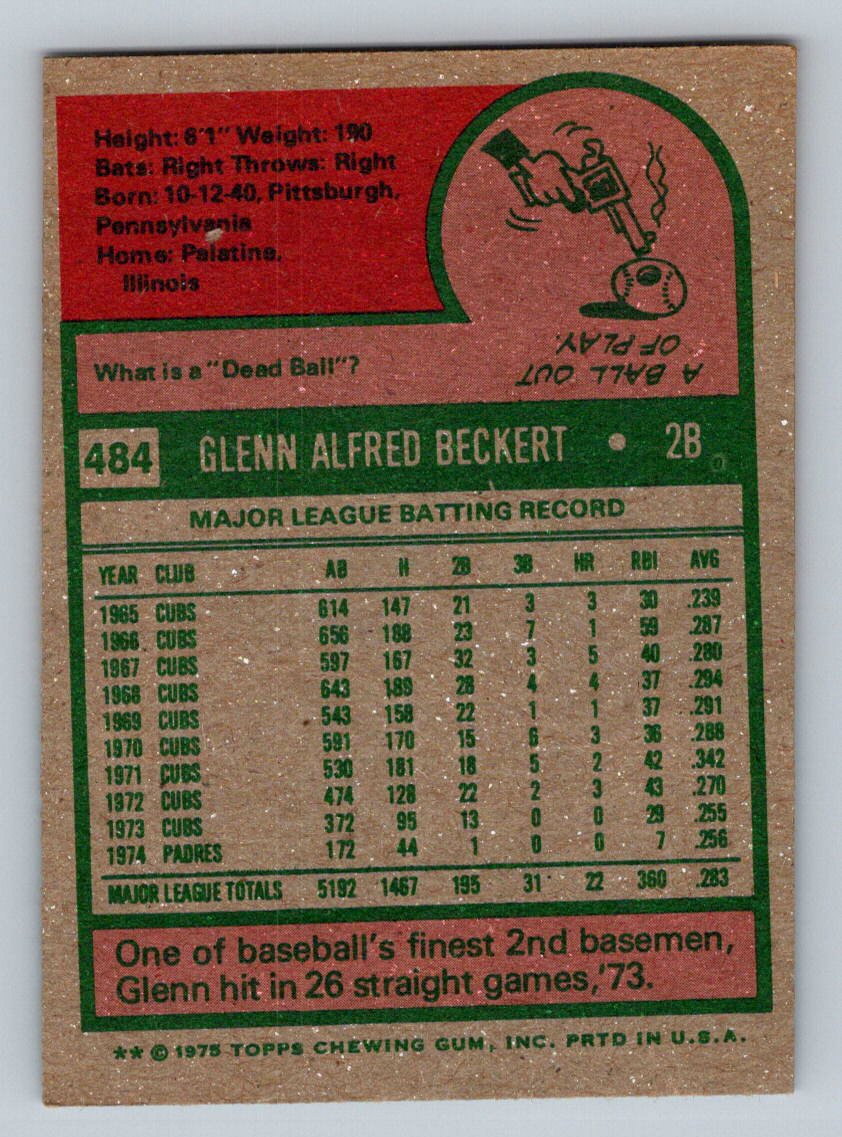 Height: 6'1" Weight: 190
Bats: Right Throws: Right
Born: 10-12-40, Pittsburgh,
Pennsylvania
Home: Palatine,
Illinois
What is a "Dead Ball"?
A BALL OUT
OF PLAY.
484 GLENN ALFRED BECKERT • 2B
MAJOR LEAGUE BATTING RECORD
YEAR CLUB AB H 2B 3B HR RBI AVG
1965 CUBS 614 147 21 3 3 30 .239
1966 CUBS 656 188 23 7 1 59 .287
1967 CUBS 597 167 32 3 5 40 .280
1968 CUBS 643 189 28 4 4 37 .294
1969 CUBS 543 158 22 1 1 37 .291
1970 CUBS 591 170 15 6 3 36 .288
1971 CUBS 530 181 18 5 2 42 .342
1972 CUBS 474 128 22 2 3 43 .270
1973 CUBS 372 95 13 0 0 29 .255
1974 PADRES 172 44 1 0 0 7 .256
MAJOR LEAGUE TOTALS 5192 1467 195 31 22 360 .283
One of baseball's finest 2nd basemen,
Glenn hit in 26 straight games,'73.
** © 1975 TOPPS CHEWING GUM, INC. PRTD IN U.S.A.